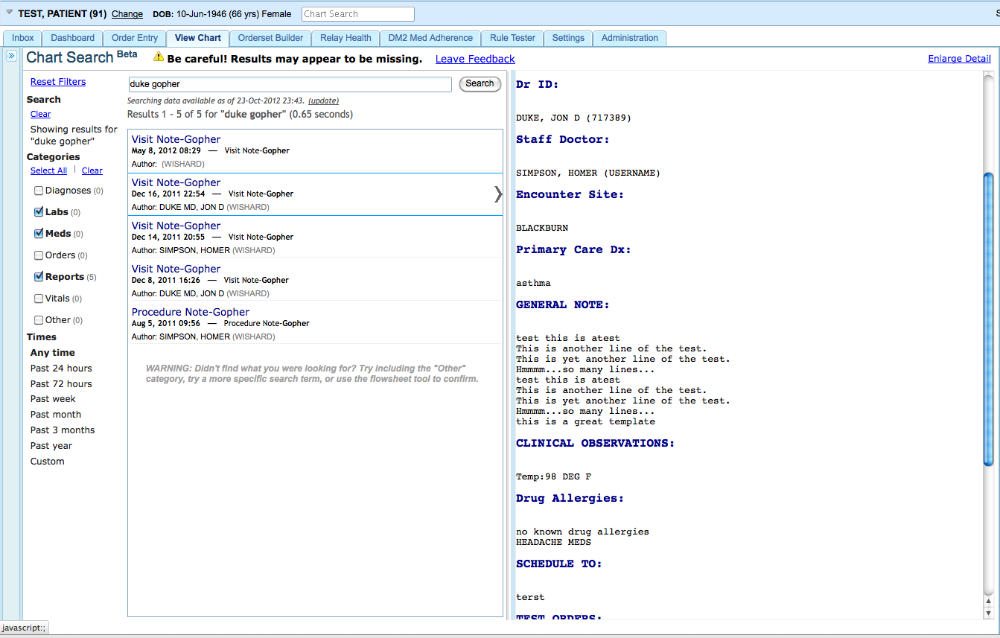 TEST, PATIENT (91) Change DOB: 10-Jun-1946 (66 yrs) Female Chart Search
Inbox Dashboard Order Entry View Chart Orderset Builder Relay Health DM2 Med Adherence Rule Tester Settings Administration
Chart Search Beta Be careful! Results may appear to be missing. Leave Feedback Enlarge Detail
Reset Filters
Search
Clear
Showing results for
"duke gopher"
Categories
Select All | Clear
Diagnoses (0)
Labs (0)
Meds (0)
Orders (0)
Reports (5)
Vitals (0)
Other (0)
Times
Any time
Past 24 hours
Past 72 hours
Past week
Past month
Past 3 months
Past year
Custom
duke gopher Search
Searching data available as of 23-Oct-2012 23:43. (update)
Results 1 - 5 of 5 for "duke gopher" (0.65 seconds)
Visit Note-Gopher
May 8, 2012 08:29 — Visit Note-Gopher
Author: (WISHARD)
Visit Note-Gopher
Dec 16, 2011 22:54 — Visit Note-Gopher
Author: DUKE MD, JON D (WISHARD)
Visit Note-Gopher
Dec 14, 2011 20:55 — Visit Note-Gopher
Author: SIMPSON, HOMER (WISHARD)
Visit Note-Gopher
Dec 8, 2011 16:26 — Visit Note-Gopher
Author: DUKE MD, JON D (WISHARD)
Procedure Note-Gopher
Aug 5, 2011 09:56 — Procedure Note-Gopher
Author: SIMPSON, HOMER (WISHARD)
WARNING: Didn't find what you were looking for? Try including the "Other"
category, try a more specific search term, or use the flowsheet tool to confirm.
Dr ID:
DUKE, JON D (717389)
Staff Doctor:
SIMPSON, HOMER (USERNAME)
Encounter Site:
BLACKBURN
Primary Care Dx:
asthma
GENERAL NOTE:
test this is atest
This is another line of the test.
This is yet another line of the test.
Hmmmm...so many lines...
test this is atest
This is another line of the test.
This is yet another line of the test.
Hmmmm...so many lines...
this is a great template
CLINICAL OBSERVATIONS:
Temp:98 DEG F
Drug Allergies:
no known drug allergies
HEADACHE MEDS
SCHEDULE TO:
terst
TEST ORDERS:
javascript:;